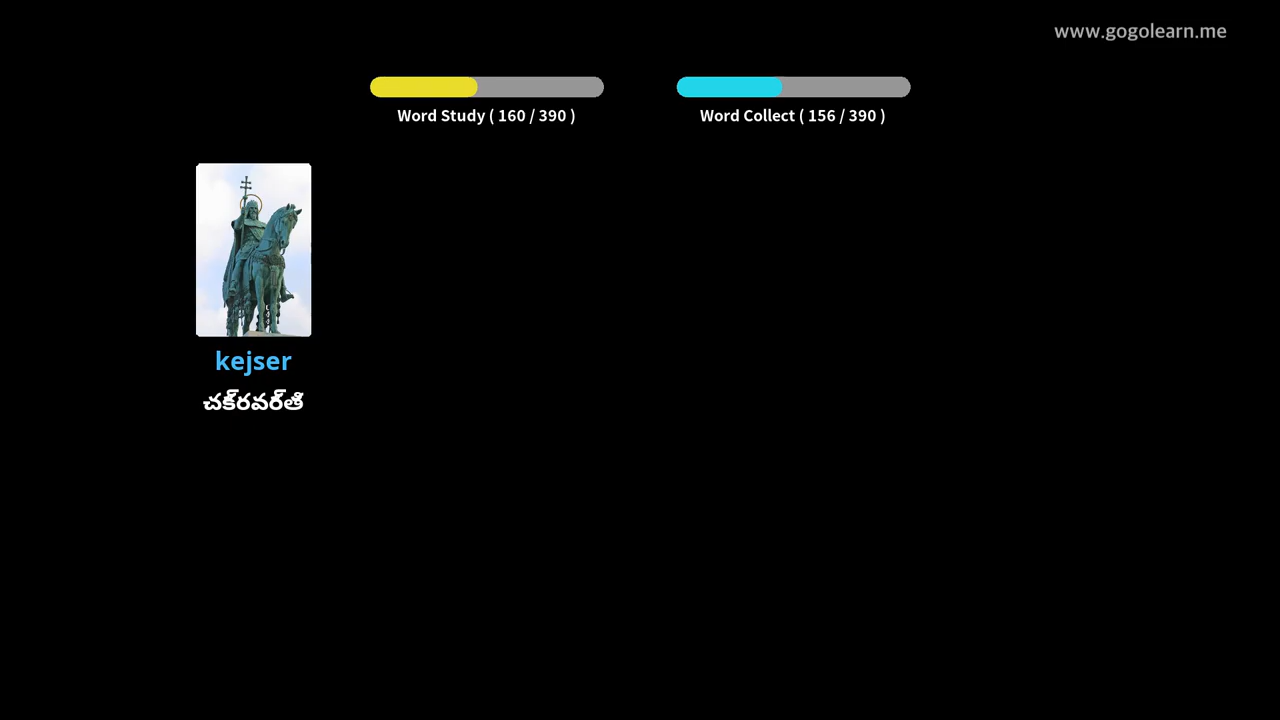 www.gogolearn.me
Word Study ( 160 / 390 )
Word Collect ( 156 / 390 )
kejser
చక్రవర్తి